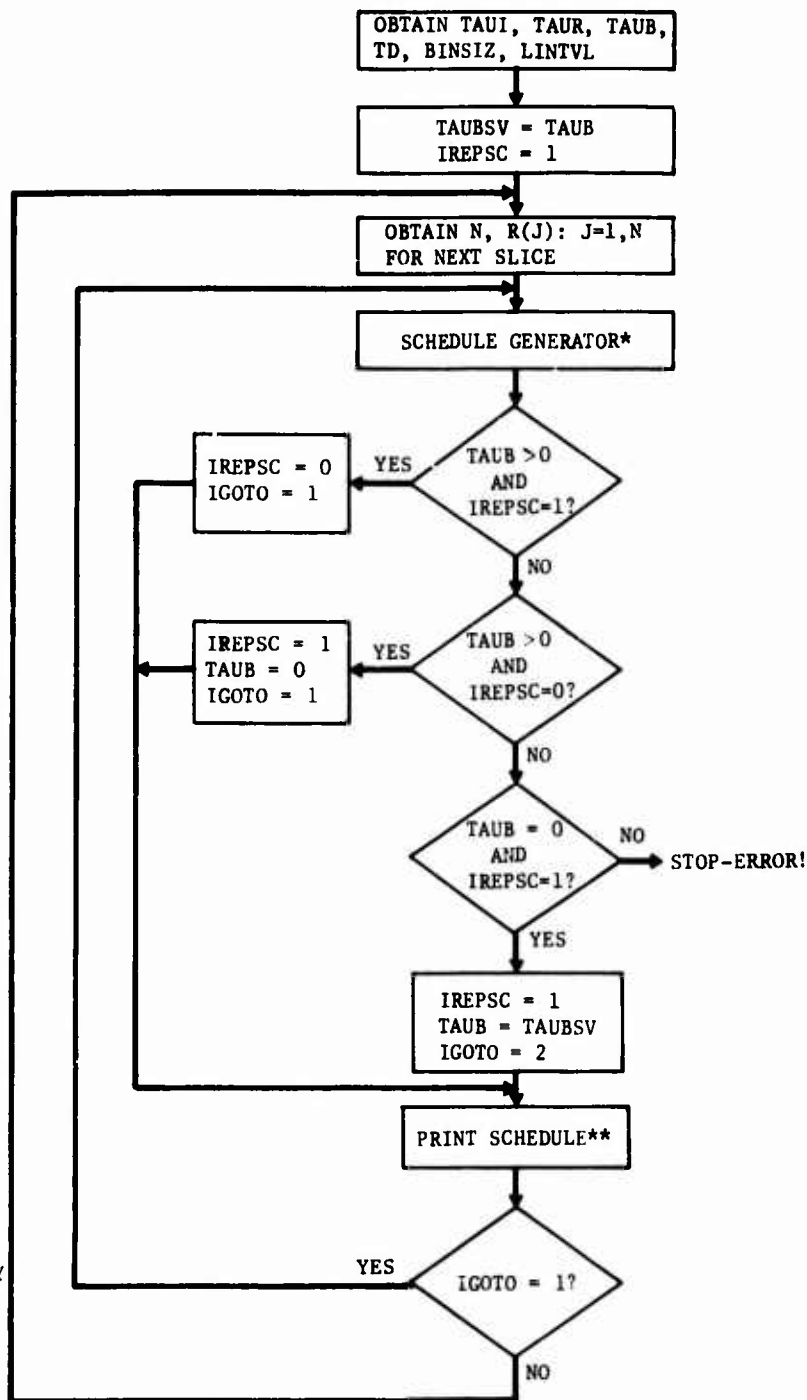 OBTAIN TAUI, TAUR, TAUB,
TD, BINSIZ, LINTVL
TAUBSV = TAUB
IREPSC = 1
OBTAIN N, R(J): J=1,N
FOR NEXT SLICE
SCHEDULE GENERATOR*
TAUB >0
AND
IREPSC=1?
YES
IREPSC = 0
IGOTO = 1
NO
TAUB >0
AND
IREPSC=0?
YES
IREPSC = 1
TAUB = 0
IGOTO = 1
NO
TAUB = 0
AND
IREPSC=1?
NO
STOP-ERROR!
YES
IREPSC = 1
TAUB = TAUBSV
IGOTO = 2
PRINT SCHEDULE**
IGOTO = 1?
YES
NO